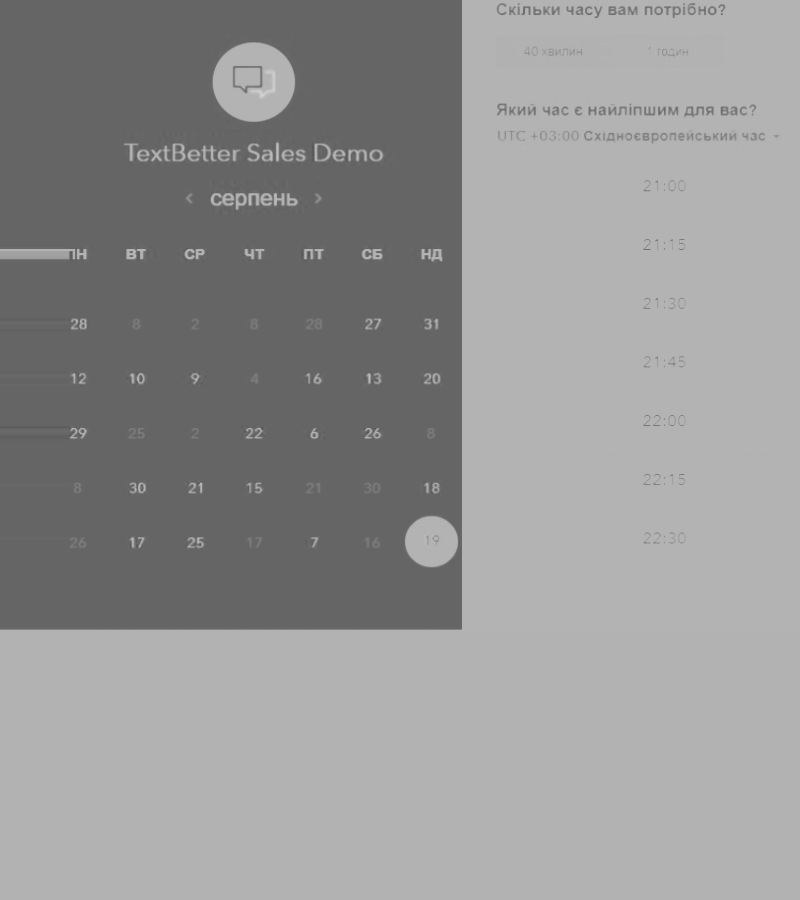 Скільки часу вам потрібно?
40 хвилин 1 годин
Який час є найліпшим для вас?
UTC +03:00 Східноєвропейський час
21:00
21:15
21:30
21:45
22:00
22:15
22:30
TextBetter Sales Demo
серпень
ПН ВТ СР ЧТ ПТ СБ НД
28 8 2 8 28 27 31
12 10 9 4 16 13 20
29 25 2 22 6 26 8
8 30 21 15 21 30 18
26 17 25 17 7 16 19